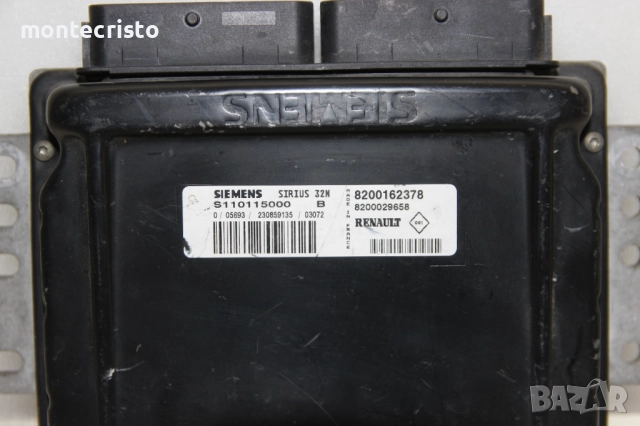 montecristo
SIEMENS
SIEMENS SIRIUS 32N
S110115000 B
0 / 05693 / 230859135 / 03072
MADE IN FRANCE
8200162378
8200029658
RENAULT
BAZAR